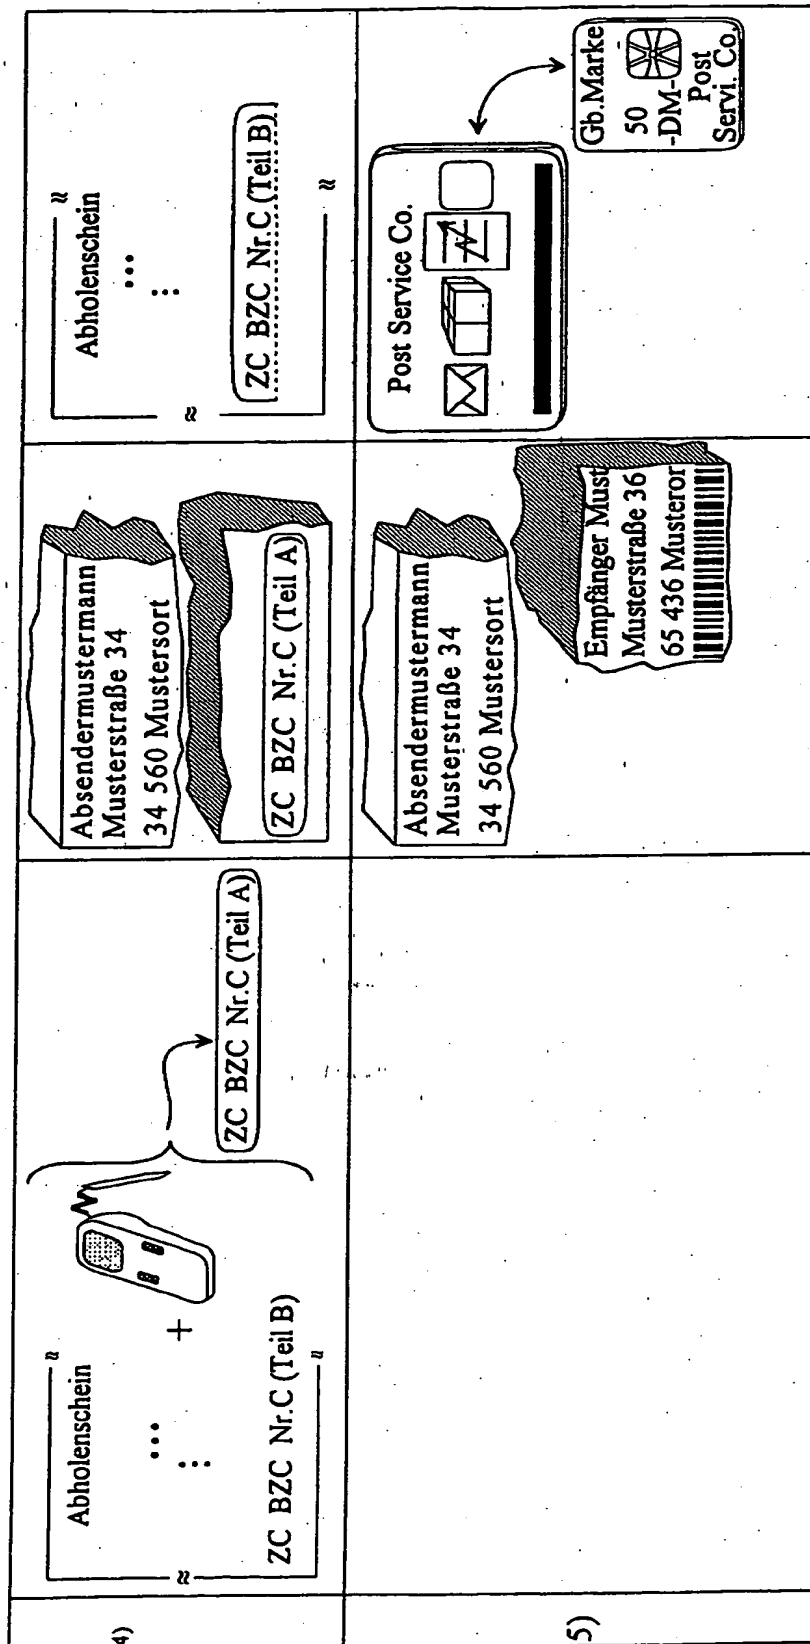 4)
Abholenschein
ZC BZC Nr.C (Teil B)
+
ZC BZC Nr.C (Teil A)
Absendermustermann
Musterstraße 34
34 560 Mustersort
ZC BZC Nr.C (Teil A)
Abholenschein
ZC BZC Nr.C (Teil B)
5)
Absendermustermann
Musterstraße 34
34 560 Mustersort
Empfänger Must
Musterstraße 36
65 436 Musteror
Post Service Co.
Gb.Marke
50
-DM-
Post
Servi. Co.